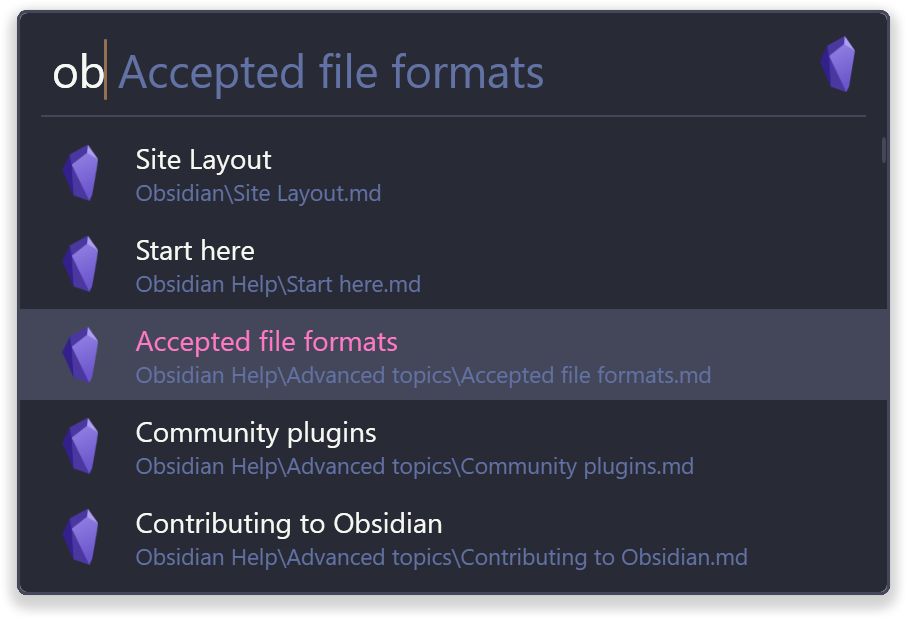 ob Accepted file formats
Site Layout
Obsidian\Site Layout.md
Start here
Obsidian Help\Start here.md
Accepted file formats
Obsidian Help\Advanced topics\Accepted file formats.md
Community plugins
Obsidian Help\Advanced topics\Community plugins.md
Contributing to Obsidian
Obsidian Help\Advanced topics\Contributing to Obsidian.md